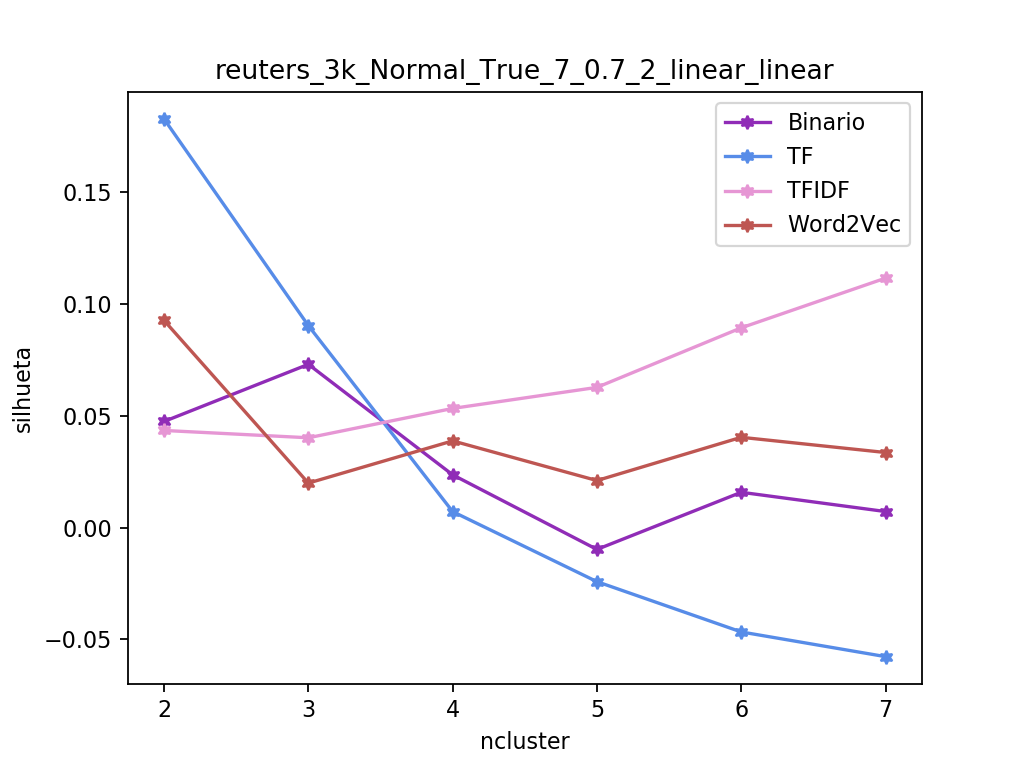 reuters_3k_Normal_True_7_0.7_2_linear_linear
Binario
TF
TFIDF
Word2Vec
silhueta
0.15
0.10
0.05
0.00
−0.05
2 3 4 5 6 7
ncluster